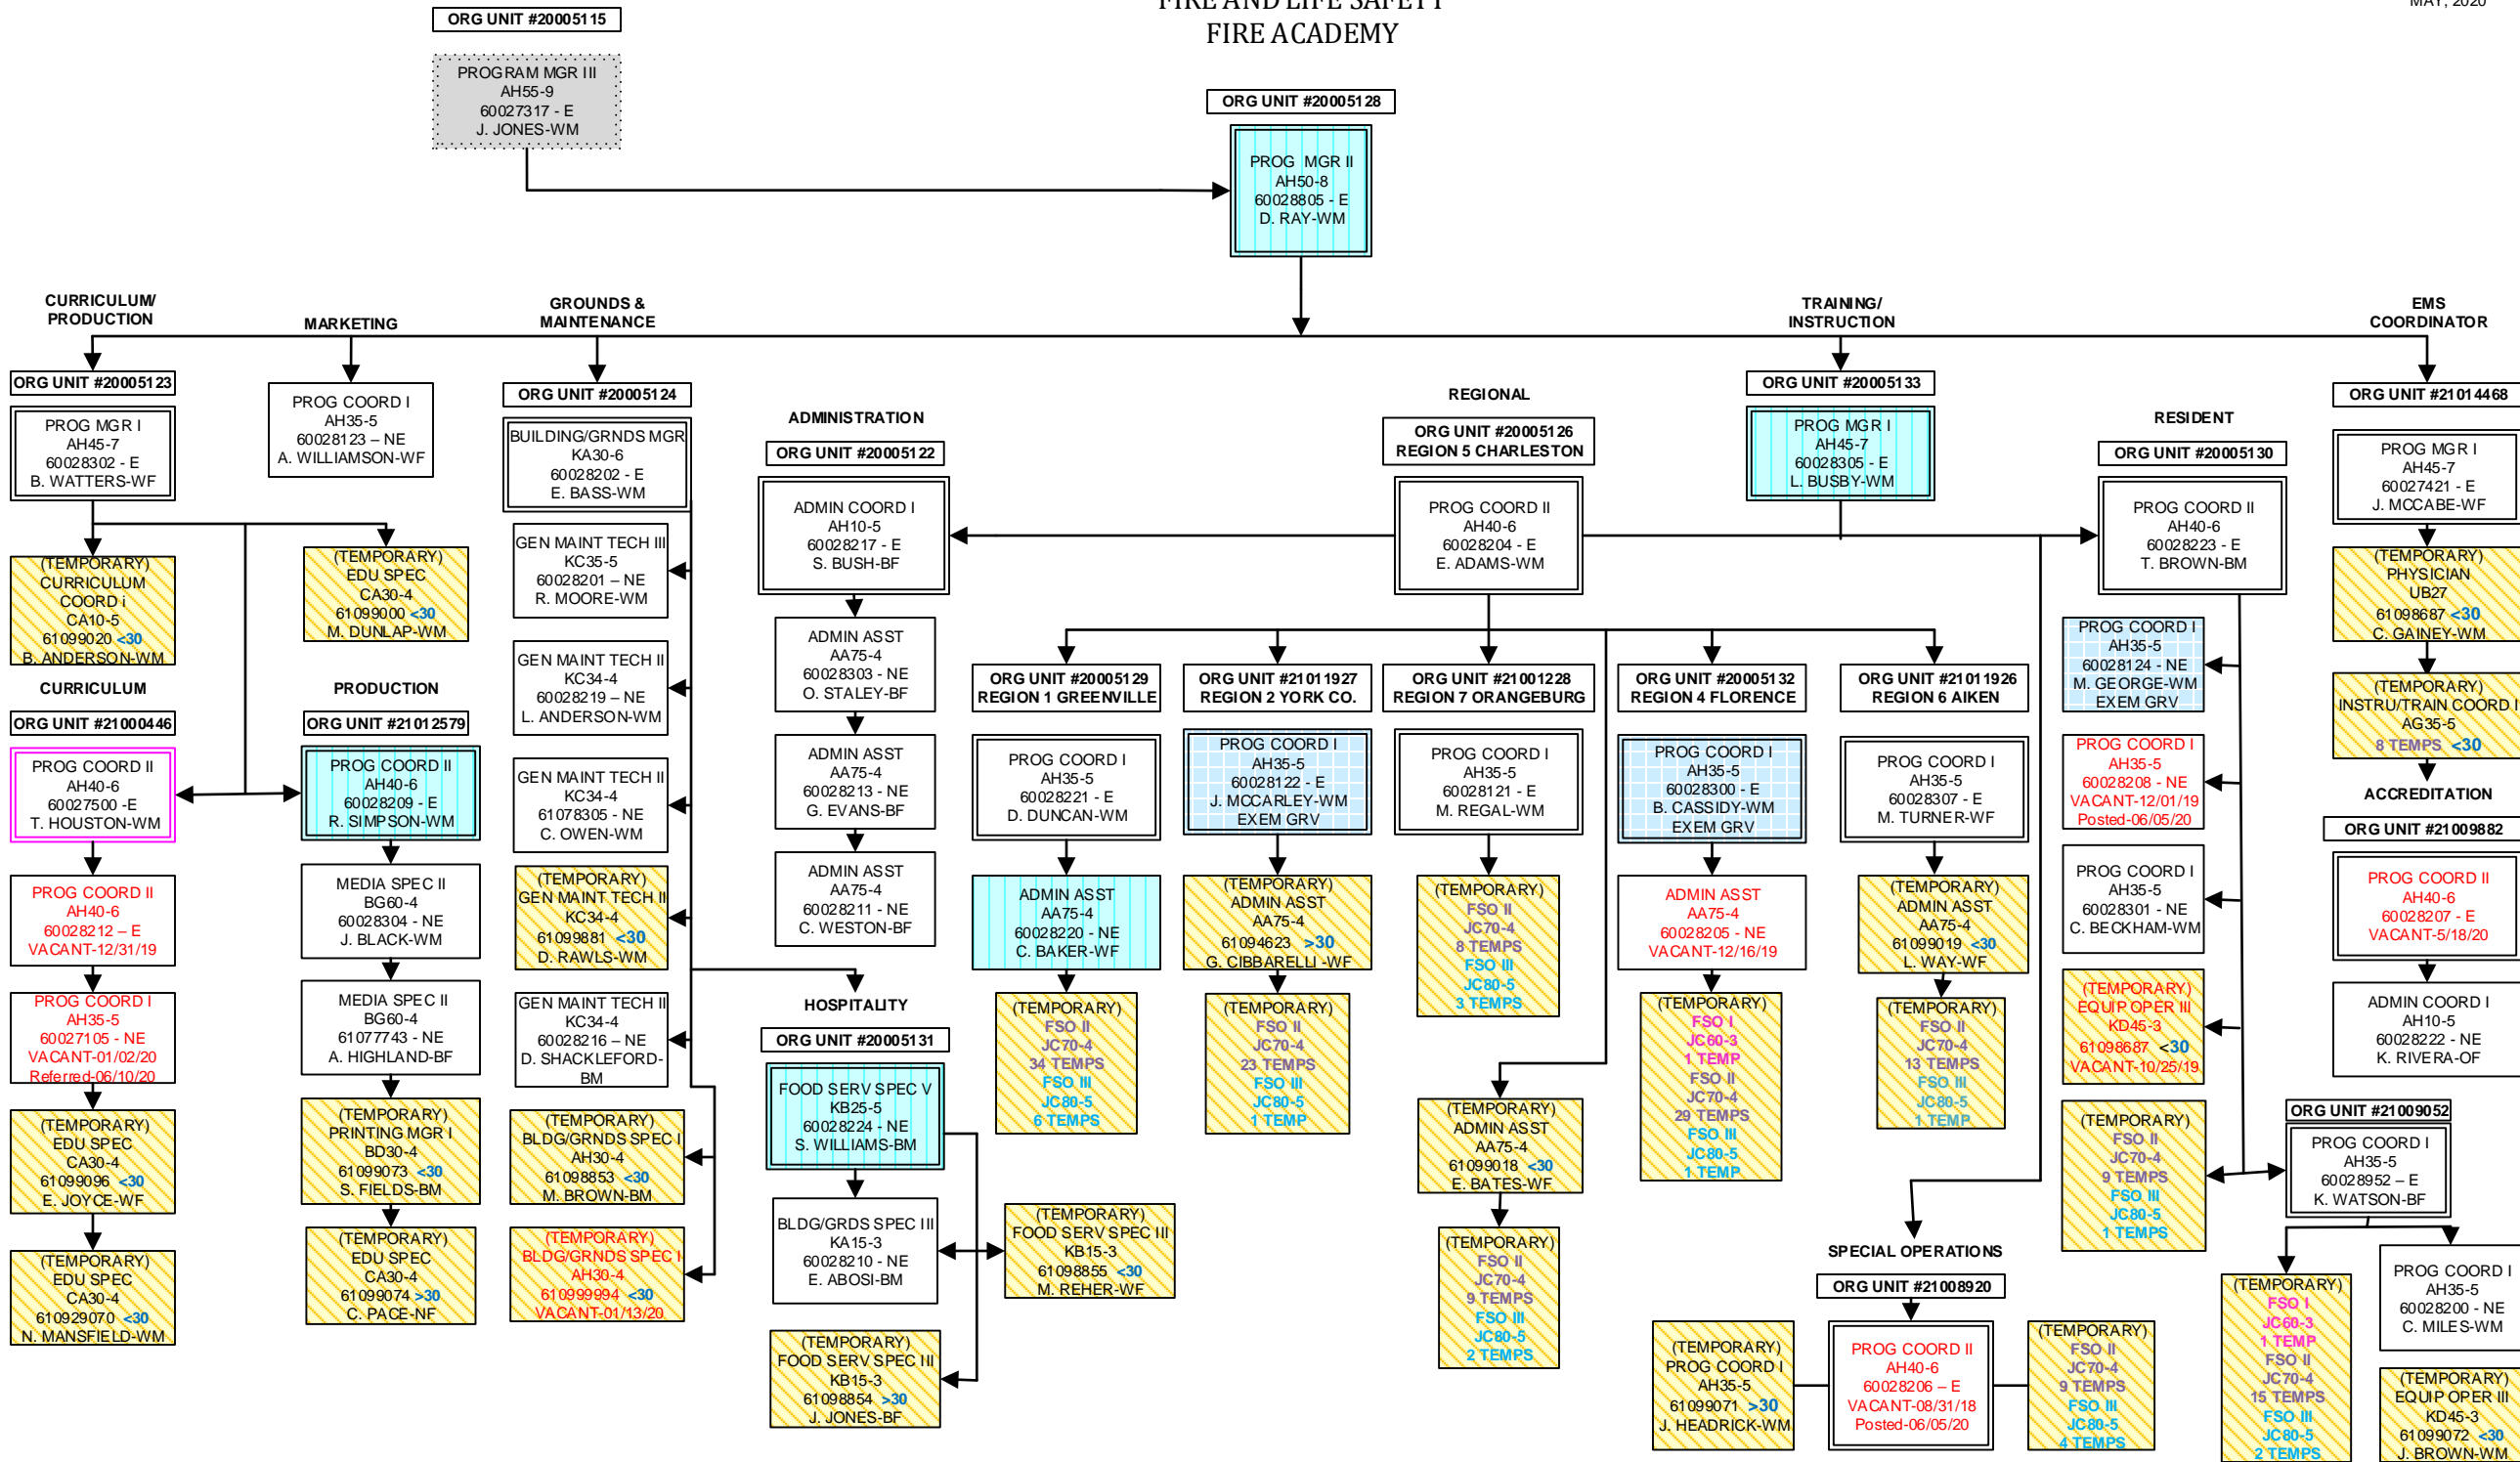 FIRE AND LIFE SAFETY
FIRE ACADEMY
MAY, 2020
ORG UNIT #20005115
PROGRAM MGR III
AH55-9
60027317 - E
J. JONES-WM
ORG UNIT #20005128
PROG MGR II
AH50-8
60028805 - E
D. RAY-WM
CURRICULUM/
PRODUCTION
ORG UNIT #20005123
PROG MGR I
AH45-7
60028302 - E
B. WATTERS-WF
(TEMPORARY)
CURRICULUM
COORD i
CA10-5
61099020 <30
B. ANDERSON-WM
(TEMPORARY)
EDU SPEC
CA30-4
61099000 <30
M. DUNLAP-WM
CURRICULUM
ORG UNIT #21000446
PROG COORD II
AH40-6
60027500 -E
T. HOUSTON-WM
PROG COORD II
AH40-6
60028212 – E
VACANT-12/31/19
PROG COORD I
AH35-5
60027105 - NE
VACANT-01/02/20
Referred-06/10/20
(TEMPORARY)
EDU SPEC
CA30-4
61099096 <30
E. JOYCE-WF
(TEMPORARY)
EDU SPEC
CA30-4
610929070 <30
N. MANSFIELD-WM
PRODUCTION
ORG UNIT #21012579
PROG COORD II
AH40-6
60028209 - E
R. SIMPSON-WM
MEDIA SPEC II
BG60-4
60028304 - NE
J. BLACK-WM
MEDIA SPEC II
BG60-4
61077743 - NE
A. HIGHLAND-BF
(TEMPORARY)
PRINTING MGR I
BD30-4
61099073 <30
S. FIELDS-BM
(TEMPORARY)
EDU SPEC
CA30-4
61099074 >30
C. PACE-NF
MARKETING
PROG COORD I
AH35-5
60028123 – NE
A. WILLIAMSON-WF
GROUNDS &
MAINTENANCE
ORG UNIT #20005124
BUILDING/GRNDS MGR
KA30-6
60028202 - E
E. BASS-WM
GEN MAINT TECH III
KC35-5
60028201 – NE
R. MOORE-WM
GEN MAINT TECH II
KC34-4
60028219 – NE
L. ANDERSON-WM
GEN MAINT TECH II
KC34-4
61078305 - NE
C. OWEN-WM
(TEMPORARY)
GEN MAINT TECH II
KC34-4
61099881 <30
D. RAWLS-WM
GEN MAINT TECH II
KC34-4
60028216 – NE
D. SHACKLEFORD-
BM
(TEMPORARY)
BLDG/GRNDS SPEC I
AH30-4
61098853 <30
M. BROWN-BM
(TEMPORARY)
BLDG/GRNDS SPEC I
AH30-4
610999994 <30
VACANT-01/13/20
HOSPITALITY
ORG UNIT #20005131
FOOD SERV SPEC V
KB25-5
60028224 - NE
S. WILLIAMS-BM
BLDG/GRDS SPEC III
KA15-3
60028210 - NE
E. ABOSI-BM
(TEMPORARY)
FOOD SERV SPEC III
KB15-3
61098855 <30
M. REHER-WF
(TEMPORARY)
FOOD SERV SPEC III
KB15-3
61098854 >30
J. JONES-BF
TRAINING/
INSTRUCTION
ORG UNIT #20005133
PROG MGR I
AH45-7
60028305 - E
L. BUSBY-WM
ADMINISTRATION
ORG UNIT #20005122
ADMIN COORD I
AH10-5
60028217 - E
S. BUSH-BF
ADMIN ASST
AA75-4
60028303 - NE
O. STALEY-BF
ADMIN ASST
AA75-4
60028213 - NE
G. EVANS-BF
ADMIN ASST
AA75-4
60028211 - NE
C. WESTON-BF
REGIONAL
ORG UNIT #20005126
REGION 5 CHARLESTON
PROG COORD II
AH40-6
60028204 - E
E. ADAMS-WM
ORG UNIT #20005129
REGION 1 GREENVILLE
PROG COORD I
AH35-5
60028221 - E
D. DUNCAN-WM
ADMIN ASST
AA75-4
60028220 - NE
C. BAKER-WF
(TEMPORARY)
FSO II
JC70-4
34 TEMPS
FSO III
JC80-5
6 TEMPS
ORG UNIT #21011927
REGION 2 YORK CO.
PROG COORD I
AH35-5
60028122 - E
J. MCCARLEY-WM
EXEM GRV
(TEMPORARY)
ADMIN ASST
AA75-4
61094623 >30
G. CIBBARELLI -WF
(TEMPORARY)
FSO II
JC70-4
23 TEMPS
FSO III
JC80-5
1 TEMP
ORG UNIT #21001228
REGION 7 ORANGEBURG
PROG COORD I
AH35-5
60028121 - E
M. REGAL-WM
(TEMPORARY)
FSO II
JC70-4
8 TEMPS
FSO III
JC80-5
3 TEMPS
(TEMPORARY)
ADMIN ASST
AA75-4
61099018 <30
E. BATES-WF
(TEMPORARY)
FSO II
JC70-4
9 TEMPS
FSO III
JC80-5
2 TEMPS
ORG UNIT #20005132
REGION 4 FLORENCE
PROG COORD I
AH35-5
60028300 - E
B. CASSIDY-WM
EXEM GRV
ADMIN ASST
AA75-4
60028205 - NE
VACANT-12/16/19
(TEMPORARY)
FSO I
JC60-3
1 TEMP
FSO II
JC70-4
29 TEMPS
FSO III
JC80-5
1 TEMP
ORG UNIT #21011926
REGION 6 AIKEN
PROG COORD I
AH35-5
60028307 - E
M. TURNER-WF
(TEMPORARY)
ADMIN ASST
AA75-4
61099019 <30
L. WAY-WF
(TEMPORARY)
FSO II
JC70-4
13 TEMPS
FSO III
JC80-5
1 TEMP
SPECIAL OPERATIONS
ORG UNIT #21008920
(TEMPORARY)
PROG COORD I
AH35-5
61099071 >30
J. HEADRICK-WM
PROG COORD II
AH40-6
60028206 – E
VACANT-08/31/18
Posted-06/05/20
(TEMPORARY)
FSO II
JC70-4
9 TEMPS
FSO III
JC80-5
4 TEMPS
RESIDENT
ORG UNIT #20005130
PROG COORD II
AH40-6
60028223 - E
T. BROWN-BM
PROG COORD I
AH35-5
60028124 - NE
M. GEORGE-WM
EXEM GRV
PROG COORD I
AH35-5
60028208 - NE
VACANT-12/01/19
Posted-06/05/20
PROG COORD I
AH35-5
60028301 - NE
C. BECKHAM-WM
(TEMPORARY)
EQUIP OPER III
KD45-3
61098687 <30
VACANT-10/25/19
(TEMPORARY)
FSO II
JC70-4
9 TEMPS
FSO III
JC80-5
1 TEMPS
ORG UNIT #21009052
PROG COORD I
AH35-5
60028952 – E
K. WATSON-BF
(TEMPORARY)
FSO I
JC60-3
1 TEMP
FSO II
JC70-4
15 TEMPS
FSO III
JC80-5
2 TEMPS
PROG COORD I
AH35-5
60028200 - NE
C. MILES-WM
(TEMPORARY)
EQUIP OPER III
KD45-3
61099072 <30
J. BROWN-WM
EMS
COORDINATOR
ORG UNIT #21014468
PROG MGR I
AH45-7
60027421 - E
J. MCCABE-WF
(TEMPORARY)
PHYSICIAN
UB27
61098687 <30
C. GAINEY-WM
(TEMPORARY)
INSTRU/TRAIN COORD I
AG35-5
8 TEMPS <30
ACCREDITATION
ORG UNIT #21009882
PROG COORD II
AH40-6
60028207 - E
VACANT-5/18/20
ADMIN COORD I
AH10-5
60028222 - NE
K. RIVERA-OF